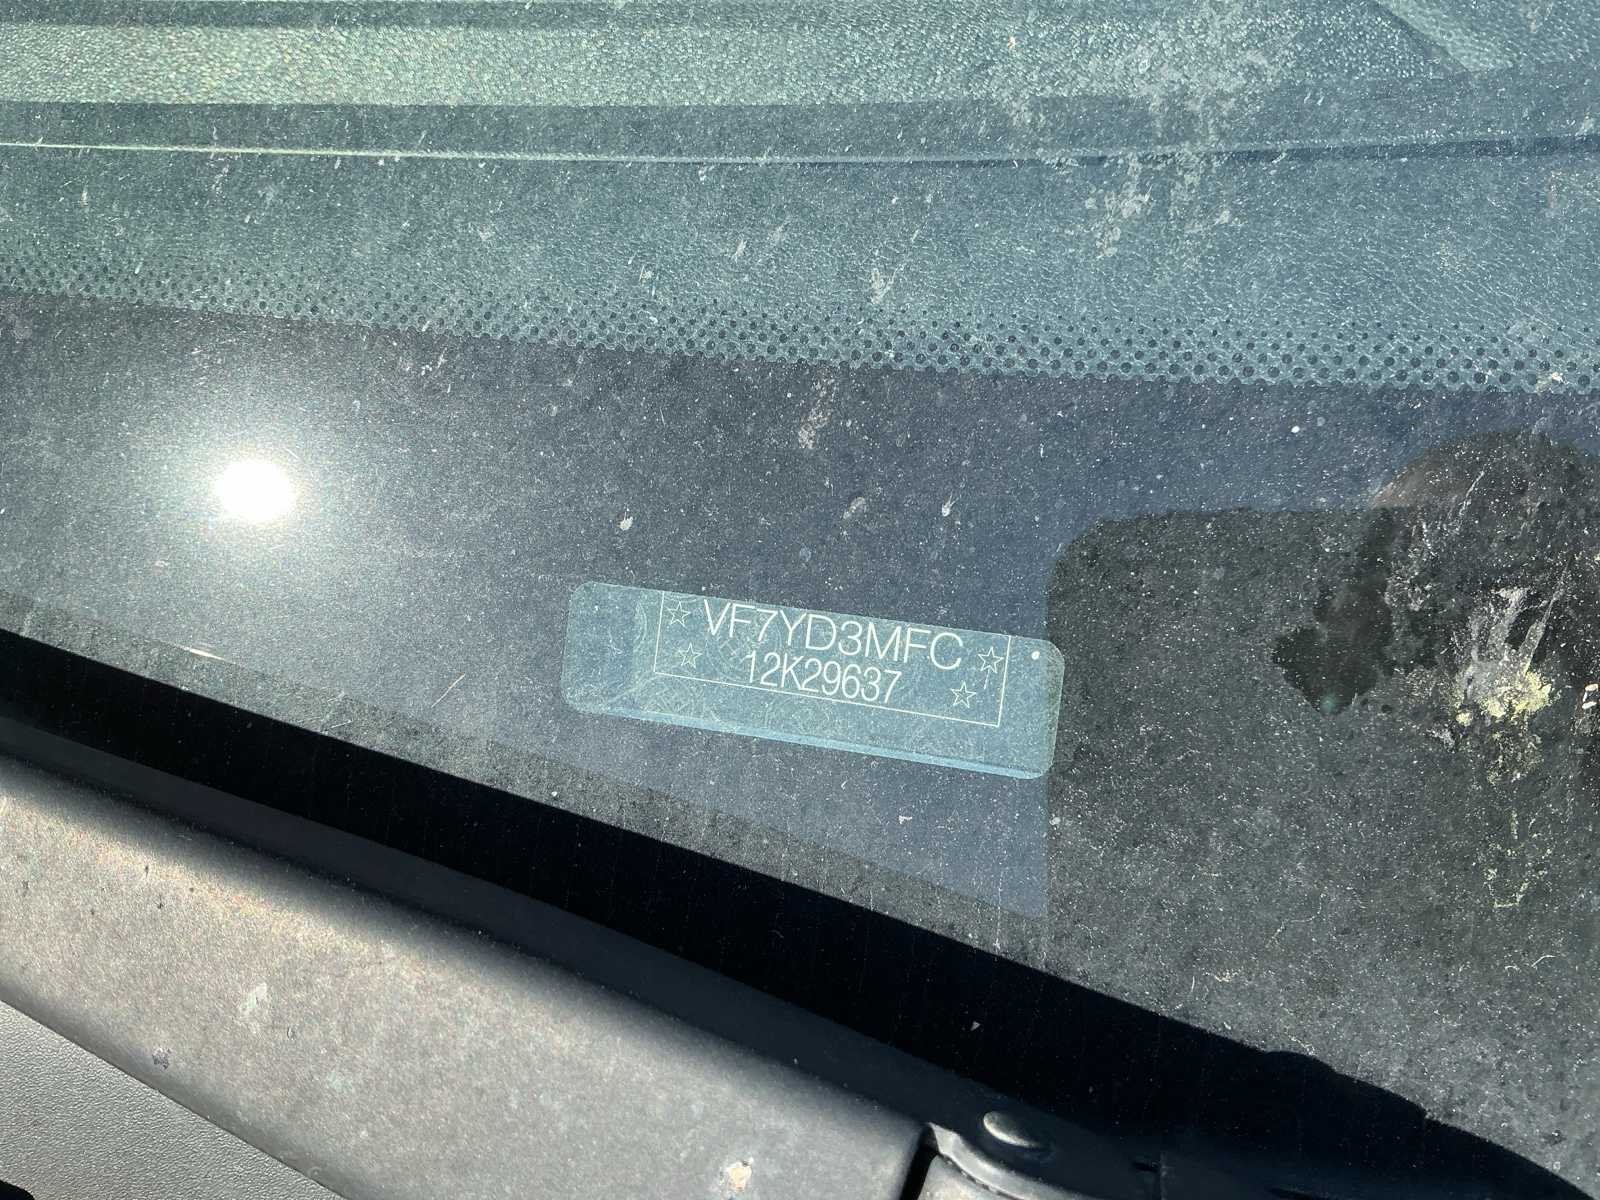 ☆ VF7YD3MFC ☆
☆ 12K29637 ☆